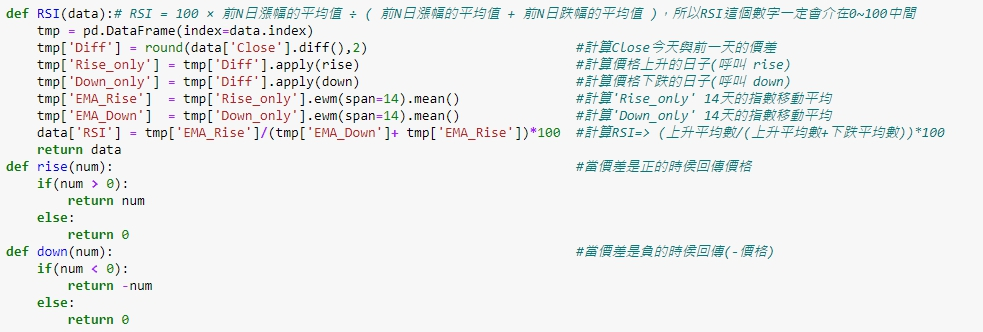 def RSI(data):# RSI = 100 × 前N日漲幅的平均值 ÷ ( 前N日漲幅的平均值 + 前N日跌幅的平均值 )，所以RSI這個數字一定會介在0~100中間
    tmp = pd.DataFrame(index=data.index)
    tmp['Diff'] = round(data['Close'].diff(),2)                           #計算Close今天與前一天的價差
    tmp['Rise_only'] = tmp['Diff'].apply(rise)                            #計算價格上升的日子(呼叫 rise)
    tmp['Down_only'] = tmp['Diff'].apply(down)                            #計算價格下跌的日子(呼叫 down)
    tmp['EMA_Rise']  = tmp['Rise_only'].ewm(span=14).mean()               #計算'Rise_only' 14天的指數移動平均
    tmp['EMA_Down']  = tmp['Down_only'].ewm(span=14).mean()               #計算'Down_only' 14天的指數移動平均
    data['RSI'] = tmp['EMA_Rise']/(tmp['EMA_Down']+ tmp['EMA_Rise'])*100  #計算RSI=> (上升平均數/(上升平均數+下跌平均數))*100
    return data
def rise(num):                                                            #當價差是正的時侯回傳價格
    if(num > 0):
        return num
    else:
        return 0
def down(num):                                                            #當價差是負的時侯回傳(-價格)
    if(num < 0):
        return -num
    else:
        return 0